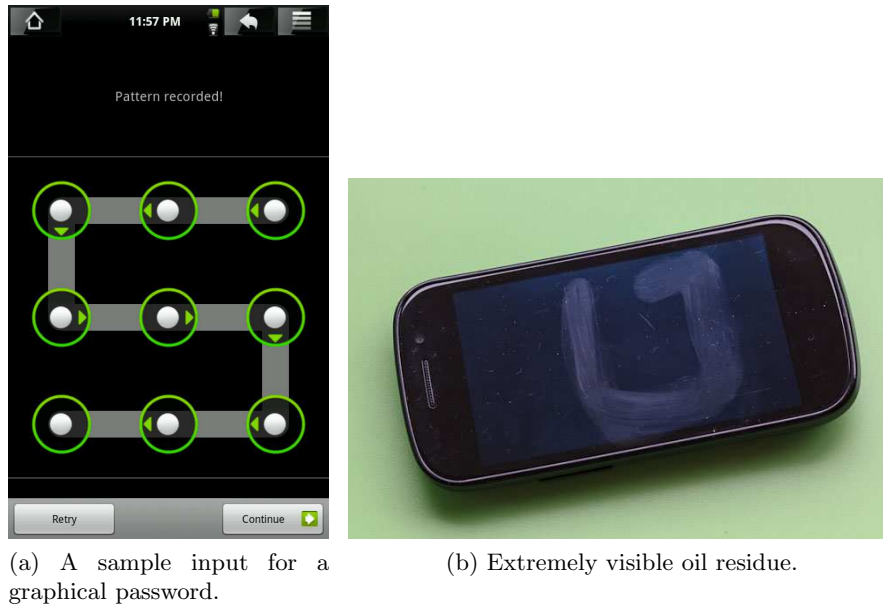 11:57 PM
Pattern recorded!
Retry
Continue
(a) A sample input for a
graphical password.
(b) Extremely visible oil residue.